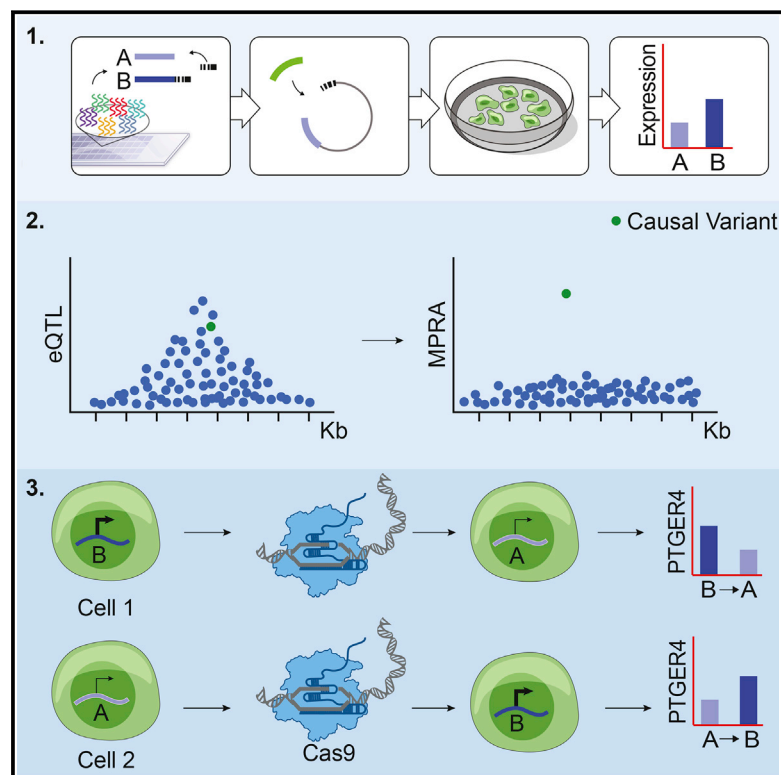 1.
A
B
Expression
A B
2.
Causal Variant
eQTL
Kb
MPRA
Kb
3.
B
Cell 1
A
PTGER4
B→A
A
Cell 2
Cas9
B
PTGER4
A→B